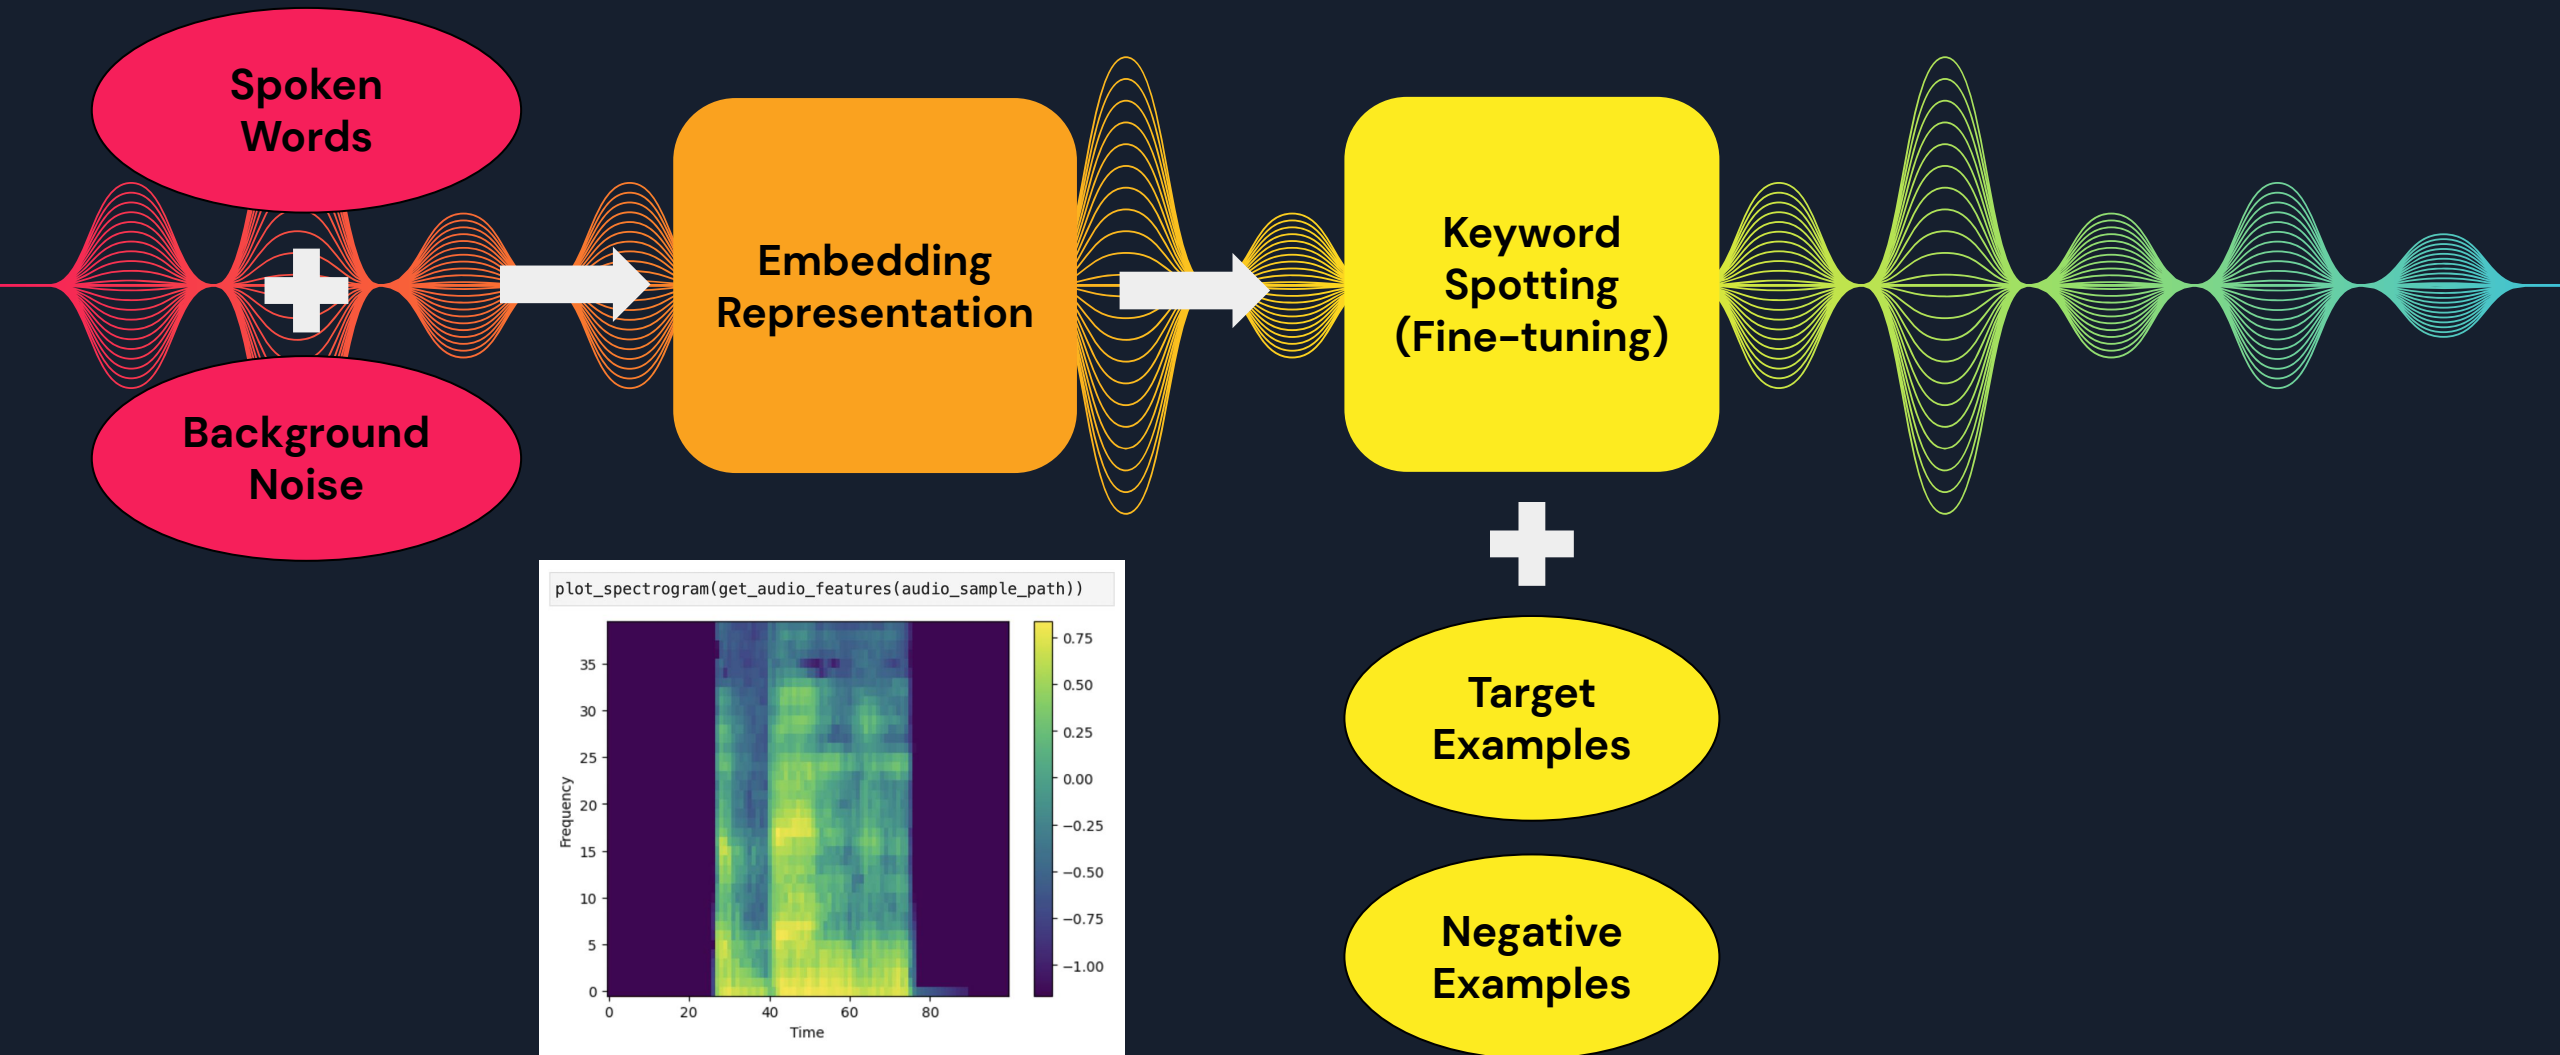 Spoken
Words
Background
Noise
Embedding
Representation
Keyword
Spotting
(Fine-tuning)
plot_spectrogram(get_audio_features(audio_sample_path))
Frequency
35
30
25
20
15
10
5
0
0 20 40 60 80
Time
0.75
0.50
0.25
0.00
−0.25
−0.50
−0.75
−1.00
Target
Examples
Negative
Examples